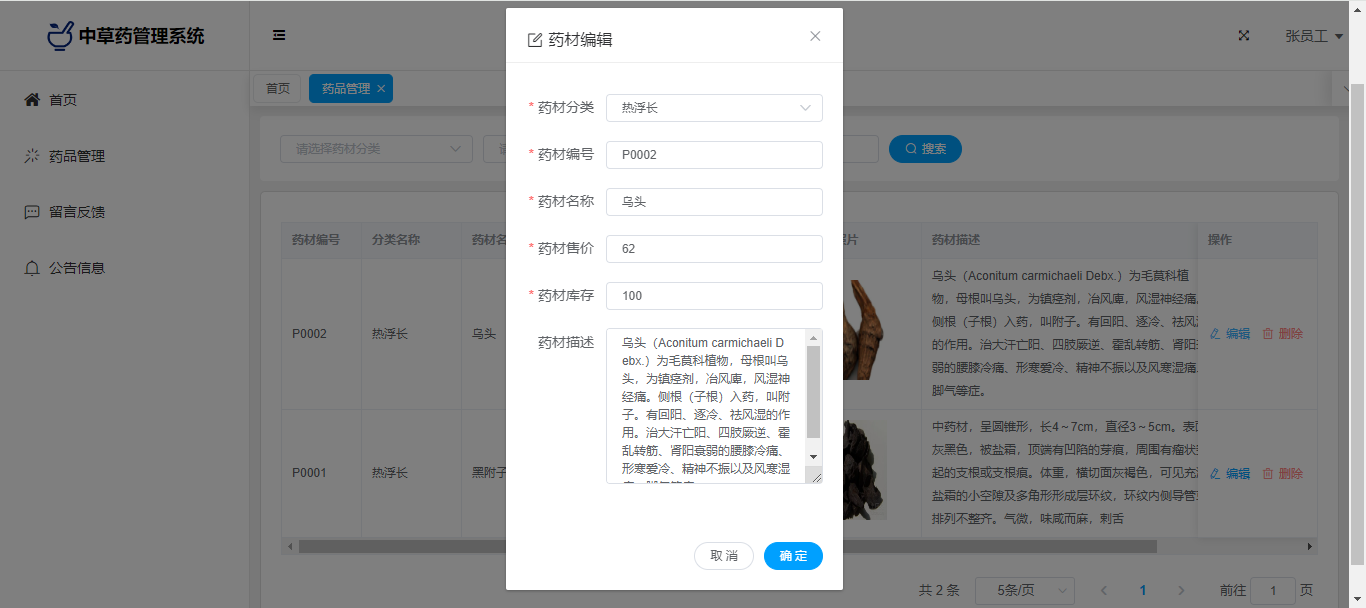 中草药管理系统
张员工
首页
药品管理
留言反馈
公告信息
首页
药品管理
请选择药材分类
搜索
药材编号
分类名称
药材名
药材描述
操作
P0002
热浮长
乌头
乌头（Aconitum carmichaeli Debx.）为毛茛科植
物，母根叫乌头，为镇痉剂，冶风庳，风湿神经痛。
侧根（子根）入药，叫附子。有回阳、逐冷、祛风
的作用。治大汗亡阳、四肢厥逆、霍乱转筋、肾阳
弱的腰膝冷痛、形寒爱冷、精神不振以及风寒湿痛、
脚气等症。
编辑
删除
P0001
热浮长
黑附子
中药材，呈圆锥形，长4～7cm，直径3～5cm。表
灰黑色，被盐霜，顶端有凹陷的芽痕，周围有瘤状
起的支根或支根痕。体重，横切面灰褐色，可见充
盐霜的小空隙及多角形形成层环纹，环纹内侧导管
排列不整齐。气微，味咸而麻，刺舌
编辑
删除
共 2 条
5条/页
1
前往
1
页
药材编辑
* 药材分类
热浮长
* 药材编号
P0002
* 药材名称
乌头
* 药材售价
62
* 药材库存
100
药材描述
乌头（Aconitum carmichaeli D
ebx.）为毛茛科植物，母根叫乌
头，为镇痉剂，冶风庳，风湿神
经痛。侧根（子根）入药，叫附
子。有回阳、逐冷、祛风湿的作
用。治大汗亡阳、四肢厥逆、霍
乱转筋、肾阳衰弱的腰膝冷痛、
形寒爱冷、精神不振以及风寒湿
取 消
确 定